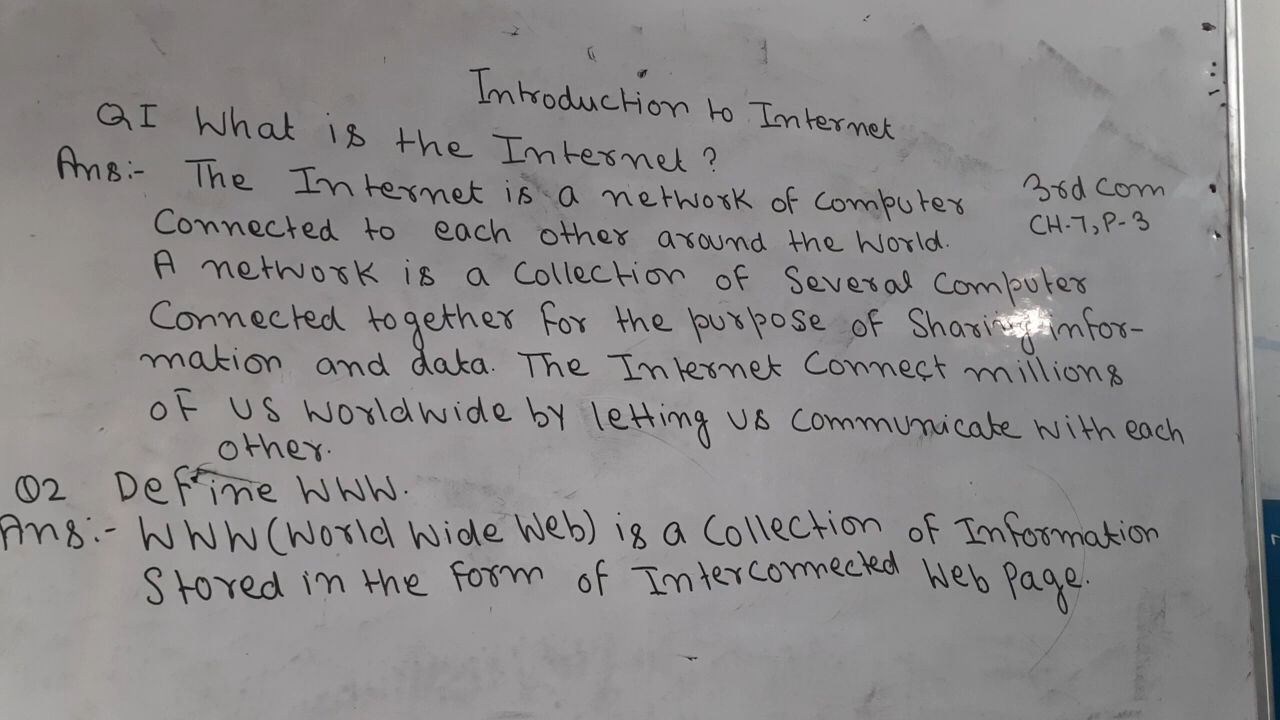 Introduction to Internet
Q1 What is the Internet?
Ans:- The Internet is a network of computer
3rd com
CH-7, P-3
Connected to each other around the world.
A network is a collection of several computer
Connected together for the purpose of sharing infor-
mation and data. The Internet connect millions
of us worldwide by letting us communicate with each
other.
Q2 Define WWW.
Ans:- WWW (World Wide Web) is a collection of Information
Stored in the form of Interconnected Web Page.